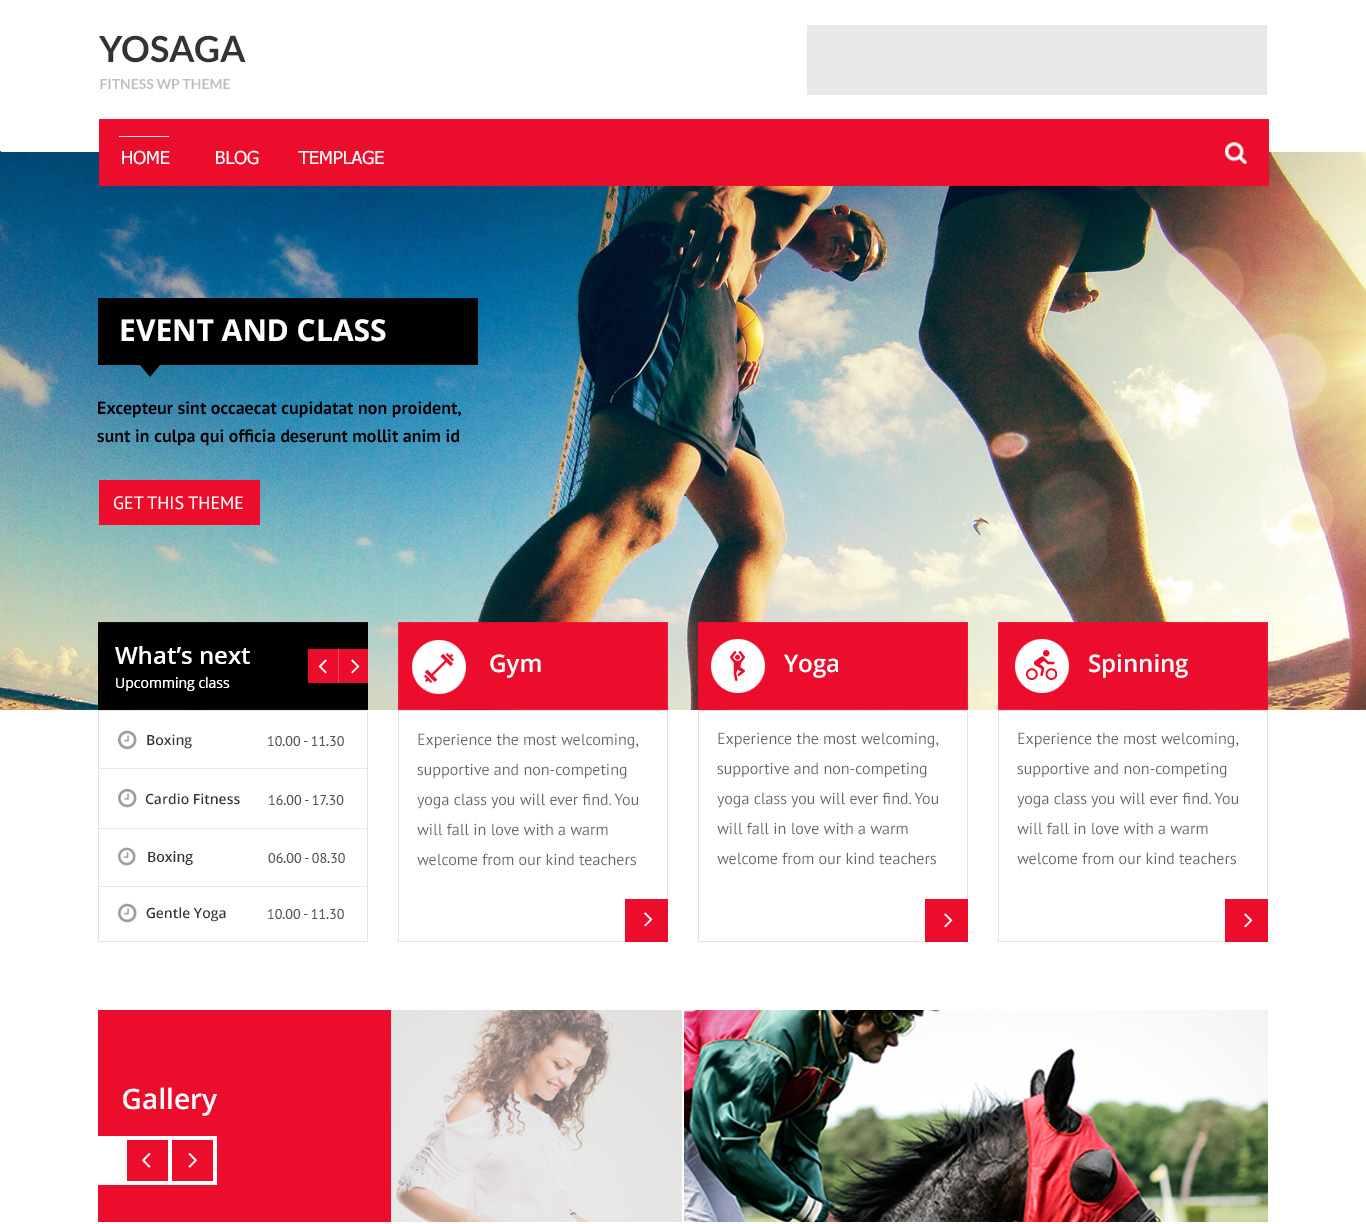 YOSAGA
FITNESS WP THEME
HOME
BLOG
TEMPLAGE
EVENT AND CLASS
Excepteur sint occaecat cupidatat non proident,
sunt in culpa qui officia deserunt mollit anim id
GET THIS THEME
What's next
Upcomming class
Boxing 10.00 - 11.30
Cardio Fitness 16.00 - 17.30
Boxing 06.00 - 08.30
Gentle Yoga 10.00 - 11.30
Gym
Experience the most welcoming,
supportive and non-competing
yoga class you will ever find. You
will fall in love with a warm
welcome from our kind teachers
Yoga
Experience the most welcoming,
supportive and non-competing
yoga class you will ever find. You
will fall in love with a warm
welcome from our kind teachers
Spinning
Experience the most welcoming,
supportive and non-competing
yoga class you will ever find. You
will fall in love with a warm
welcome from our kind teachers
Gallery